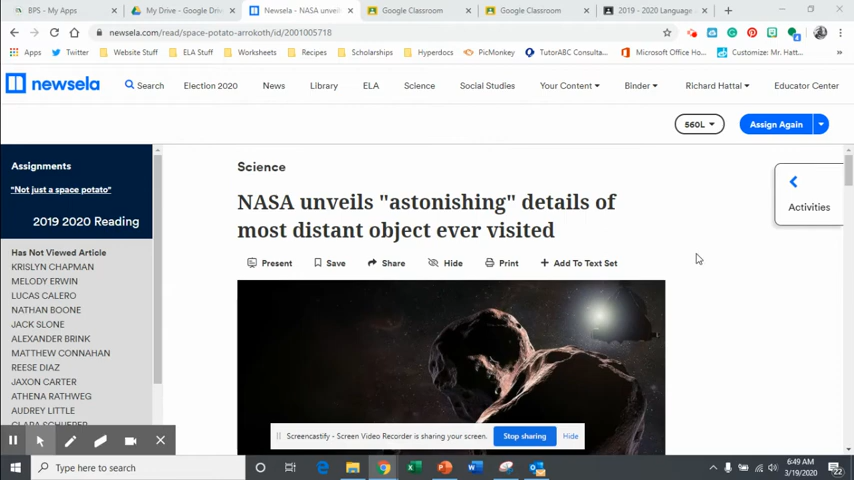 BPS - My Apps
My Drive - Google Driv
Newsela - NASA unveil
Google Classroom
Google Classroom
2019 - 2020 Language
newsela.com/read/space-potato-arrokoth/id/2001005718
Apps
Twitter
Website Stuff
ELA Stuff
Worksheets
Recipes
Scholarships
Hyperdocs
PicMonkey
TutorABC Consulta...
Microsoft Office Ho...
Customize: Mr. Hatt...
newsela
Search
Election 2020
News
Library
ELA
Science
Social Studies
Your Content
Binder
Richard Hattal
Educator Center
560L
Assign Again
Assignments
"Not just a space potato"
2019 2020 Reading
Has Not Viewed Article
KRISLYN CHAPMAN
MELODY ERWIN
LUCAS CALERO
NATHAN BOONE
JACK SLONE
ALEXANDER BRINK
MATTHEW CONNAHAN
REESE DIAZ
JAXON CARTER
ATHENA RATHWEG
AUDREY LITTLE
Science
NASA unveils "astonishing" details of
most distant object ever visited
Present
Save
Share
Hide
Print
Add To Text Set
Activities
Screencastify - Screen Video Recorder is sharing your screen.
Stop sharing
Hide
Type here to search
6:49 AM
3/19/2020
22